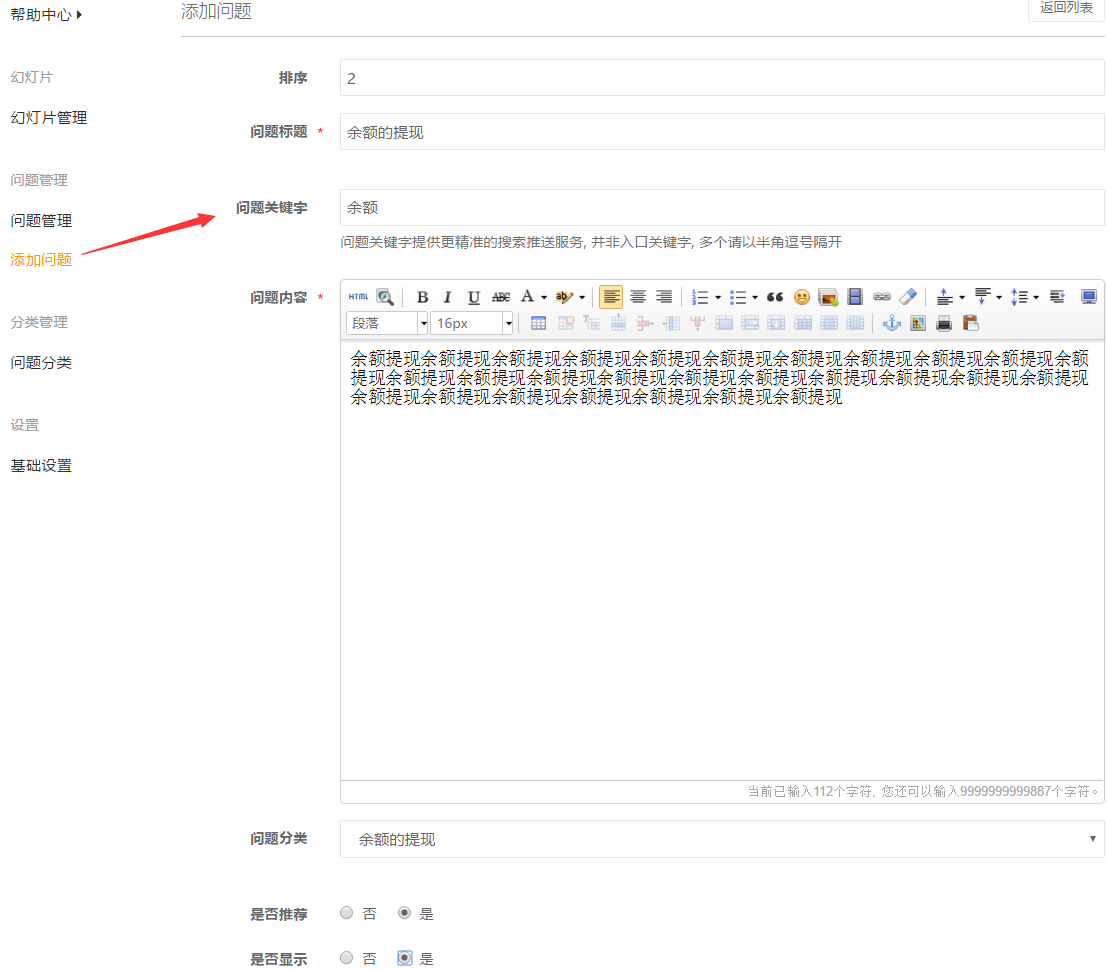 帮助中心
添加问题
返回列表
幻灯片
幻灯片管理
问题管理
问题管理
添加问题
分类管理
问题分类
设置
基础设置
排序
2
问题标题 *
余额的提现
问题关键字
余额
问题关键字提供更精准的搜索推送服务, 并非入口关键字, 多个请以半角逗号隔开
问题内容 *
HTML B I U ABC A ab
段落 16px
余额提现余额提现余额提现余额提现余额提现余额提现余额提现余额提现余额提现余额提现余额
提现余额提现余额提现余额提现余额提现余额提现余额提现余额提现余额提现余额提现余额提现
余额提现余额提现余额提现余额提现余额提现余额提现余额提现
当前已输入112个字符, 您还可以输入9999999999887个字符。
问题分类
余额的提现
是否推荐 否 是
是否显示 否 是